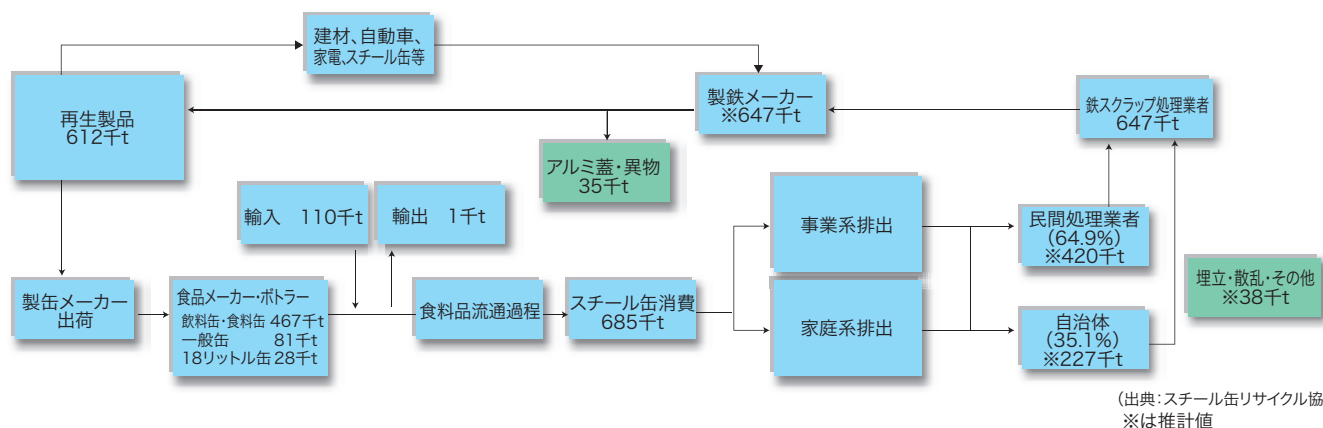 建材、自動車、
家電、スチール缶等
再生製品
612千t
製鉄メーカー
※647千t
鉄スクラップ処理業者
647千t
アルミ蓋・異物
35千t
輸入 110千t
輸出 1千t
事業系排出
民間処理業者
(64.9%)
※420千t
埋立・散乱・その他
※38千t
製缶メーカー
出荷
食品メーカー・ボトラー
飲料缶・食料缶 467千t
一般缶 81千t
18リットル缶 28千t
食料品流通過程
スチール缶消費
685千t
家庭系排出
自治体
(35.1%)
※227千t
(出典:スチール缶リサイクル協
※は推計値